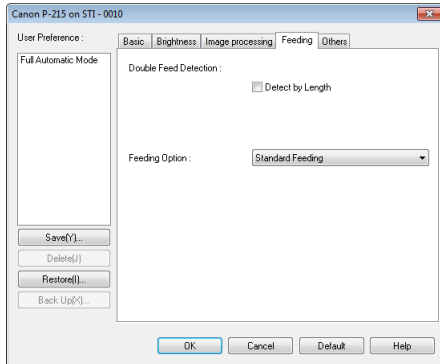 Canon P-215 on STI - 0010
User Preference :
Full Automatic Mode
Save(Y)...
Delete(J)
Restore(I)...
Back Up(X)...
Basic Brightness Image processing Feeding Others
Double Feed Detection :
Detect by Length
Feeding Option : Standard Feeding
OK Cancel Default Help